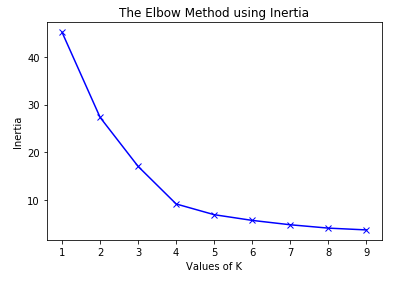 The Elbow Method using Inertia
40
30
20
10
Inertia
1 2 3 4 5 6 7 8 9
Values of K